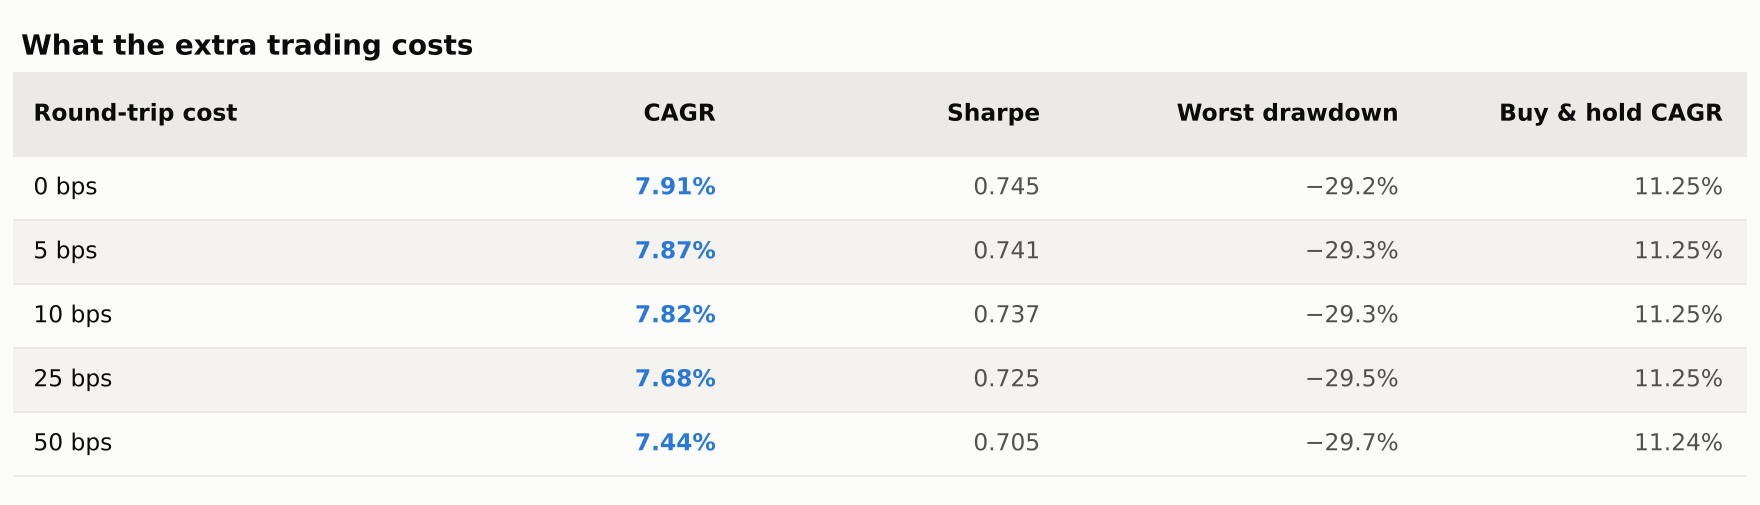 What the extra trading costs
Round-trip cost CAGR Sharpe Worst drawdown Buy & hold CAGR
0 bps 7.91% 0.745 −29.2% 11.25%
5 bps 7.87% 0.741 −29.3% 11.25%
10 bps 7.82% 0.737 −29.3% 11.25%
25 bps 7.68% 0.725 −29.5% 11.25%
50 bps 7.44% 0.705 −29.7% 11.24%